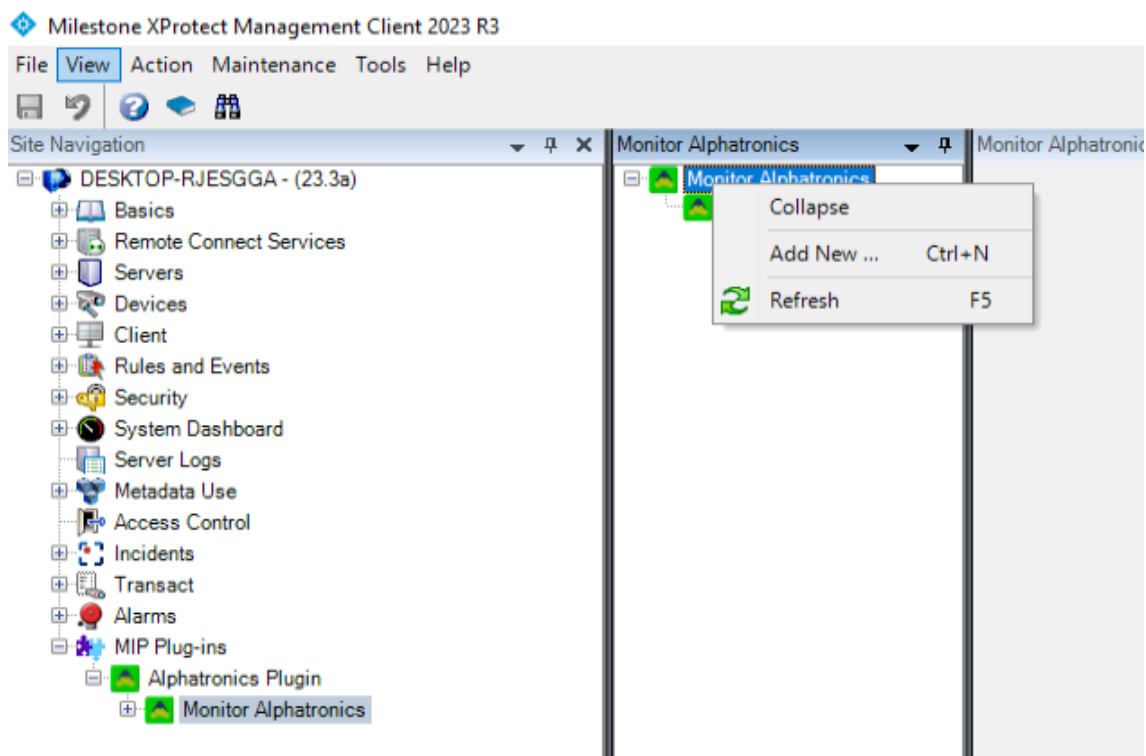 Milestone XProtect Management Client 2023 R3
File View Action Maintenance Tools Help
Site Navigation
DESKTOP-RJESGGA - (23.3a)
Basics
Remote Connect Services
Servers
Devices
Client
Rules and Events
Security
System Dashboard
Server Logs
Metadata Use
Access Control
Incidents
Transact
Alarms
MIP Plug-ins
Alphatronics Plugin
Monitor Alphatronics
Monitor Alphatronics
Monitor Alphatronics
Collapse
Add New ... Ctrl+N
Refresh F5
Monitor Alphatronic